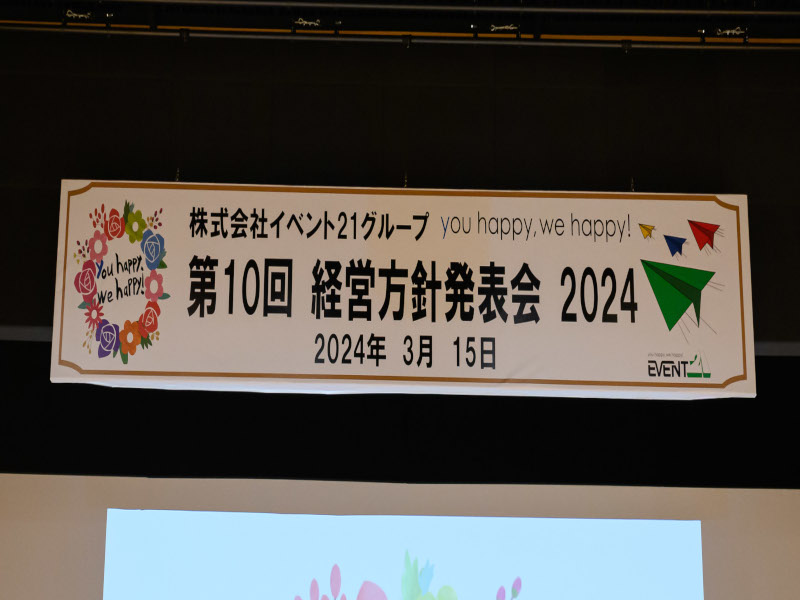 株式会社イベント21グループ you happy, we happy!
you happy,
we happy!
第10回 経営方針発表会 2024
2024年 3月 15日
EVENT21